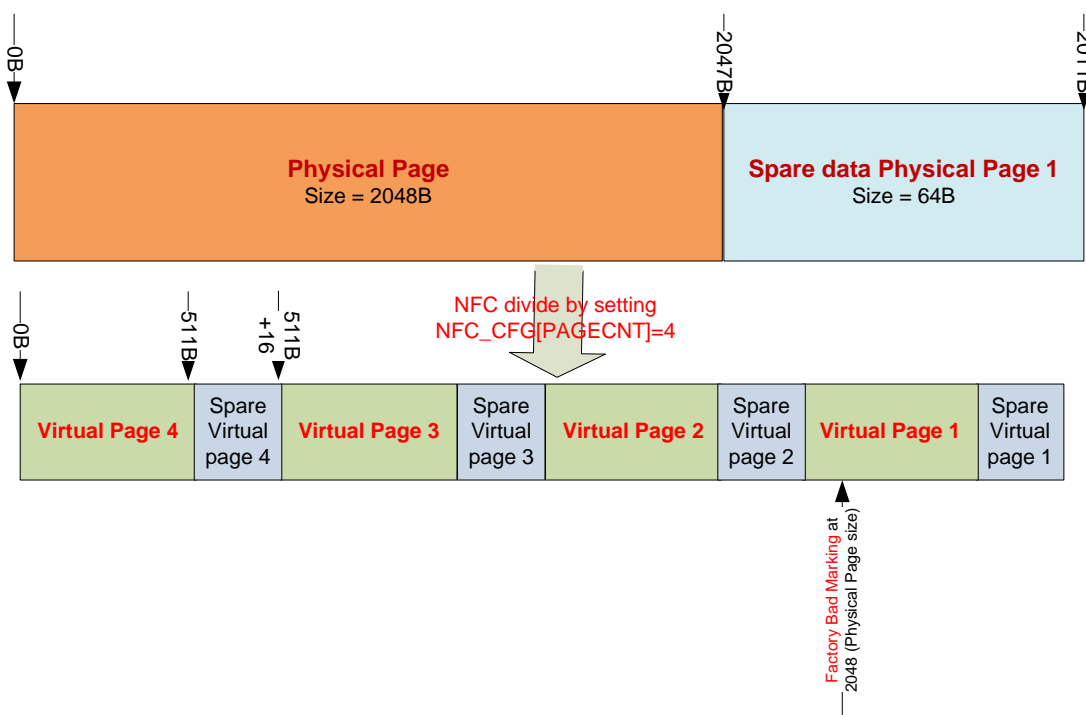 0B
2047B
Physical Page
Size = 2048B
Spare data Physical Page 1
Size = 64B
NFC divide by setting
NFC_CFG[PAGECNT]=4
0B
511B
511B
+16
Virtual Page 4
Spare
Virtual
page 4
Virtual Page 3
Spare
Virtual
page 3
Virtual Page 2
Spare
Virtual
page 2
Virtual Page 1
Spare
Virtual
page 1
Factory Bad Marking at
2048 (Physical Page size)